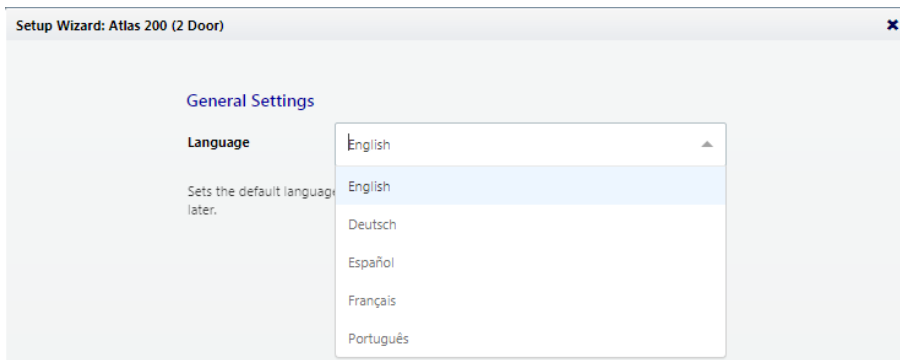 Setup Wizard: Atlas 200 (2 Door)
General Settings
Language
English
Sets the default language
later.
English
Deutsch
Español
Français
Português